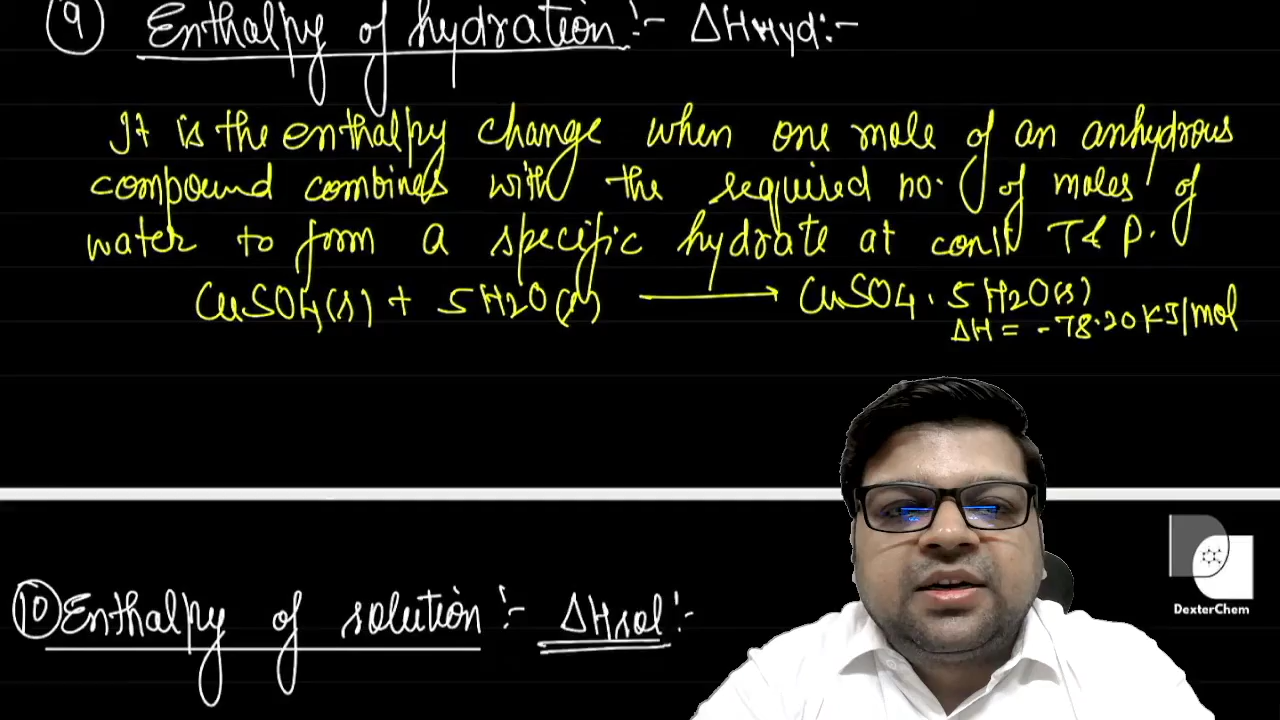 9 Enthalpy of hydration :- ΔHHyd:-
It is the enthalpy change when one mole of an anhydrous
compound combines with the required no. of moles of
water to form a specific hydrate at const T & P.
CuSO4(s) + 5H2O(l) → CuSO4.5H2O(s)
ΔH = -78.20 KJ/mol
10 Enthalpy of solution :- ΔHsol :-
DexterChem